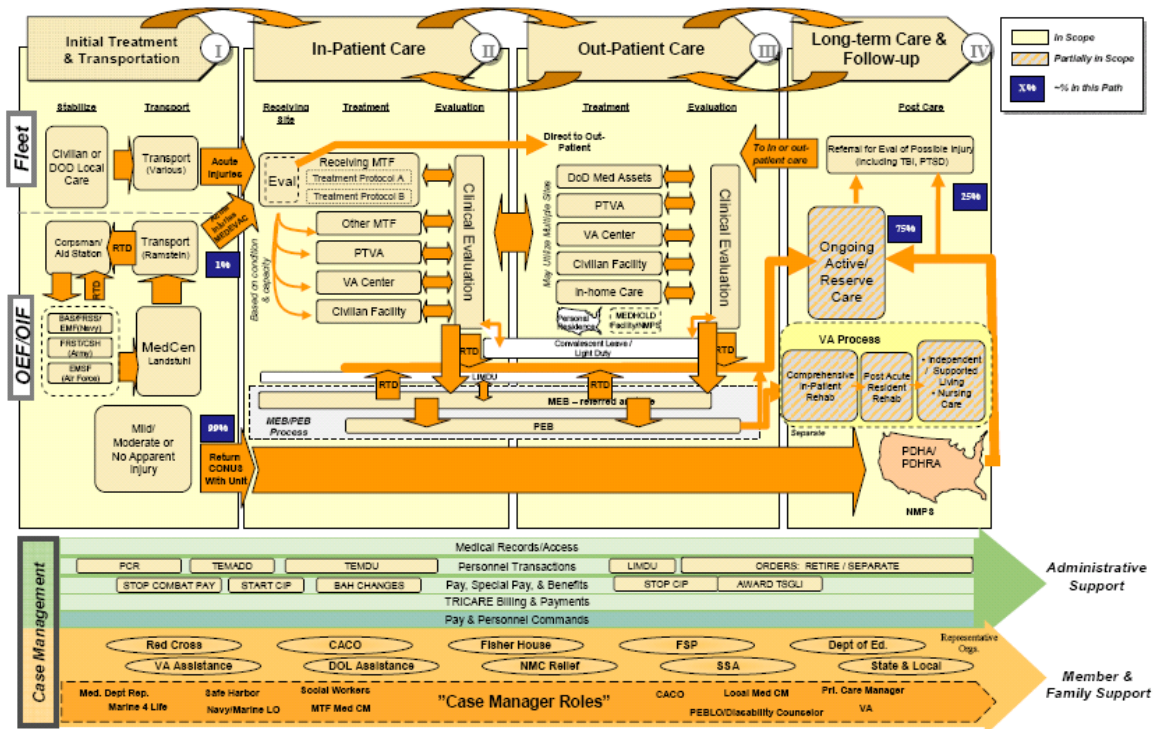 Initial Treatment
& Transportation
I
In-Patient Care
II
Out-Patient Care
III
Long-term Care &
Follow-up
IV
In Scope
Partially in Scope
X%
~% In this Path
Fleet
OEF/OIF
Stabilize
Transport
Civilian or
DOD Local
Care
Transport
(Various)
Acute
Injuries
Injuries
MEDEVAC
1%
Corpsman/
Aid Station
RTD
Transport
(Ramstein)
RTD
BAS/FRSS/
EMF(Navy)
FRST/CSH
(Army)
EMSF
(Air Force)
MedCen
Landstuhl
Mild/
Moderate or
No Apparent
Injury
99%
Return
CONUS
With Unit
Receiving
Site
Treatment
Evaluation
Eval
Receiving MTF
Treatment Protocol A
Treatment Protocol B
Other MTF
PTVA
VA Center
Civilian Facility
Based on condition
& capacity
Clinical Evaluation
Direct to Out-
Patient
Treatment
Evaluation
May Utilize Multiple Sites
DoD Med Assets
PTVA
VA Center
Civilian Facility
In-home Care
Personal
Residence
MEDHOLD
Facility/NMPS
Clinical Evaluation
RTD
Convalescent Leave /
Light Duty
RTD
LIMDU
RTD
RTD
MEB – referred
MEB/PEB
Process
PEB
Post Care
To In or out-
patient care
Referral for Eval of Possible Injury
(including TBI, PTSD)
25%
75%
Ongoing
Active/
Reserve
Care
VA Process
Comprehensive
In-Patient
Rehab
Post Acute
Resident
Rehab
• Independent
/ Supported
Living
• Nursing
Care
Separate
PDHA/
PDHRA
NMPS
Case Management
Medical Records/Access
PCR
TEMADD
TEMDU
Personnel Transactions
LIMDU
ORDERS: RETIRE / SEPARATE
STOP COMBAT PAY
START CIP
BAH CHANGES
Pay, Special Pay, & Benefits
STOP CIP
AWARD TSGLI
TRICARE Billing & Payments
Pay & Personnel Commands
Administrative
Support
Red Cross
CACO
Fisher House
FSP
Dept of Ed.
Representative
Orgs.
VA Assistance
DOL Assistance
NMC Relief
SSA
State & Local
Member &
Family Support
Med. Dept Rep.
Safe Harbor
Social Workers
"Case Manager Roles"
CACO
Local Med CM
Pri. Care Manager
Marine 4 Life
Navy/Marine LO
MTF Med CM
PEBLO/Disability Counselor
VA